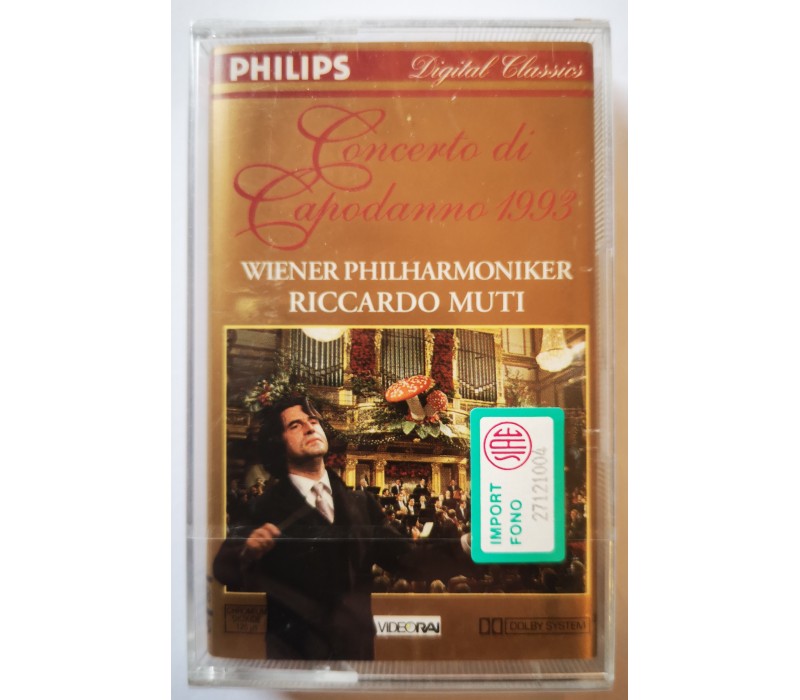 PHILIPS Digital Classics
Concerto di
Capodanno 1993
WIENER PHILHARMONIKER
RICCARDO MUTI
SIAE
IMPORT
FONO
27121004
VIDEORAI
DOLBY SYSTEM